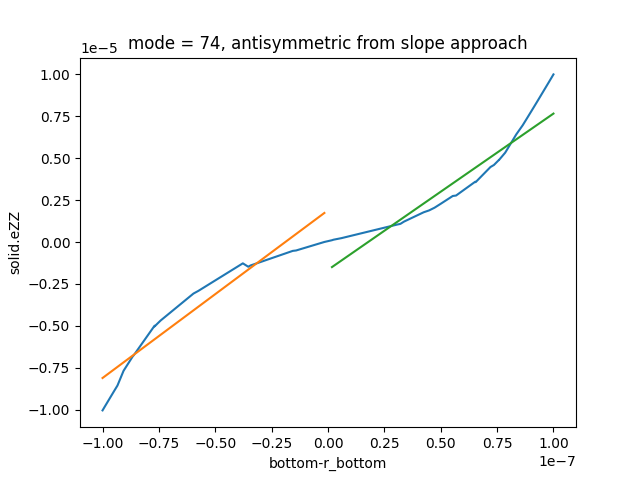 mode = 74, antisymmetric from slope approach
1e−5
1.00
0.75
0.50
0.25
0.00
−0.25
−0.50
−0.75
−1.00
solid.eZZ
−1.00 −0.75 −0.50 −0.25 0.00 0.25 0.50 0.75 1.00
bottom-r_bottom
1e−7